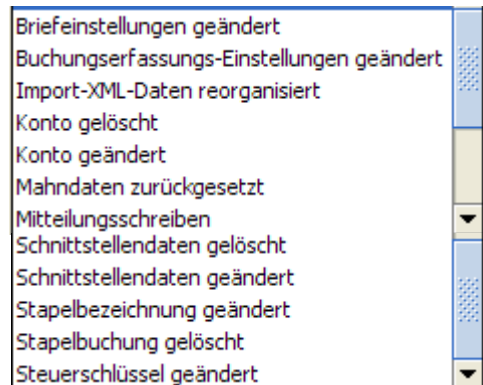 Briefeinstellungen geändert
Buchungserfassungs-Einstellungen geändert
Import-XML-Daten reorganisiert
Konto gelöscht
Konto geändert
Mahndaten zurückgesetzt
Mitteilungsschreiben
Schnittstellendaten gelöscht
Schnittstellendaten geändert
Stapelbezeichnung geändert
Stapelbuchung gelöscht
Steuerschlüssel geändert